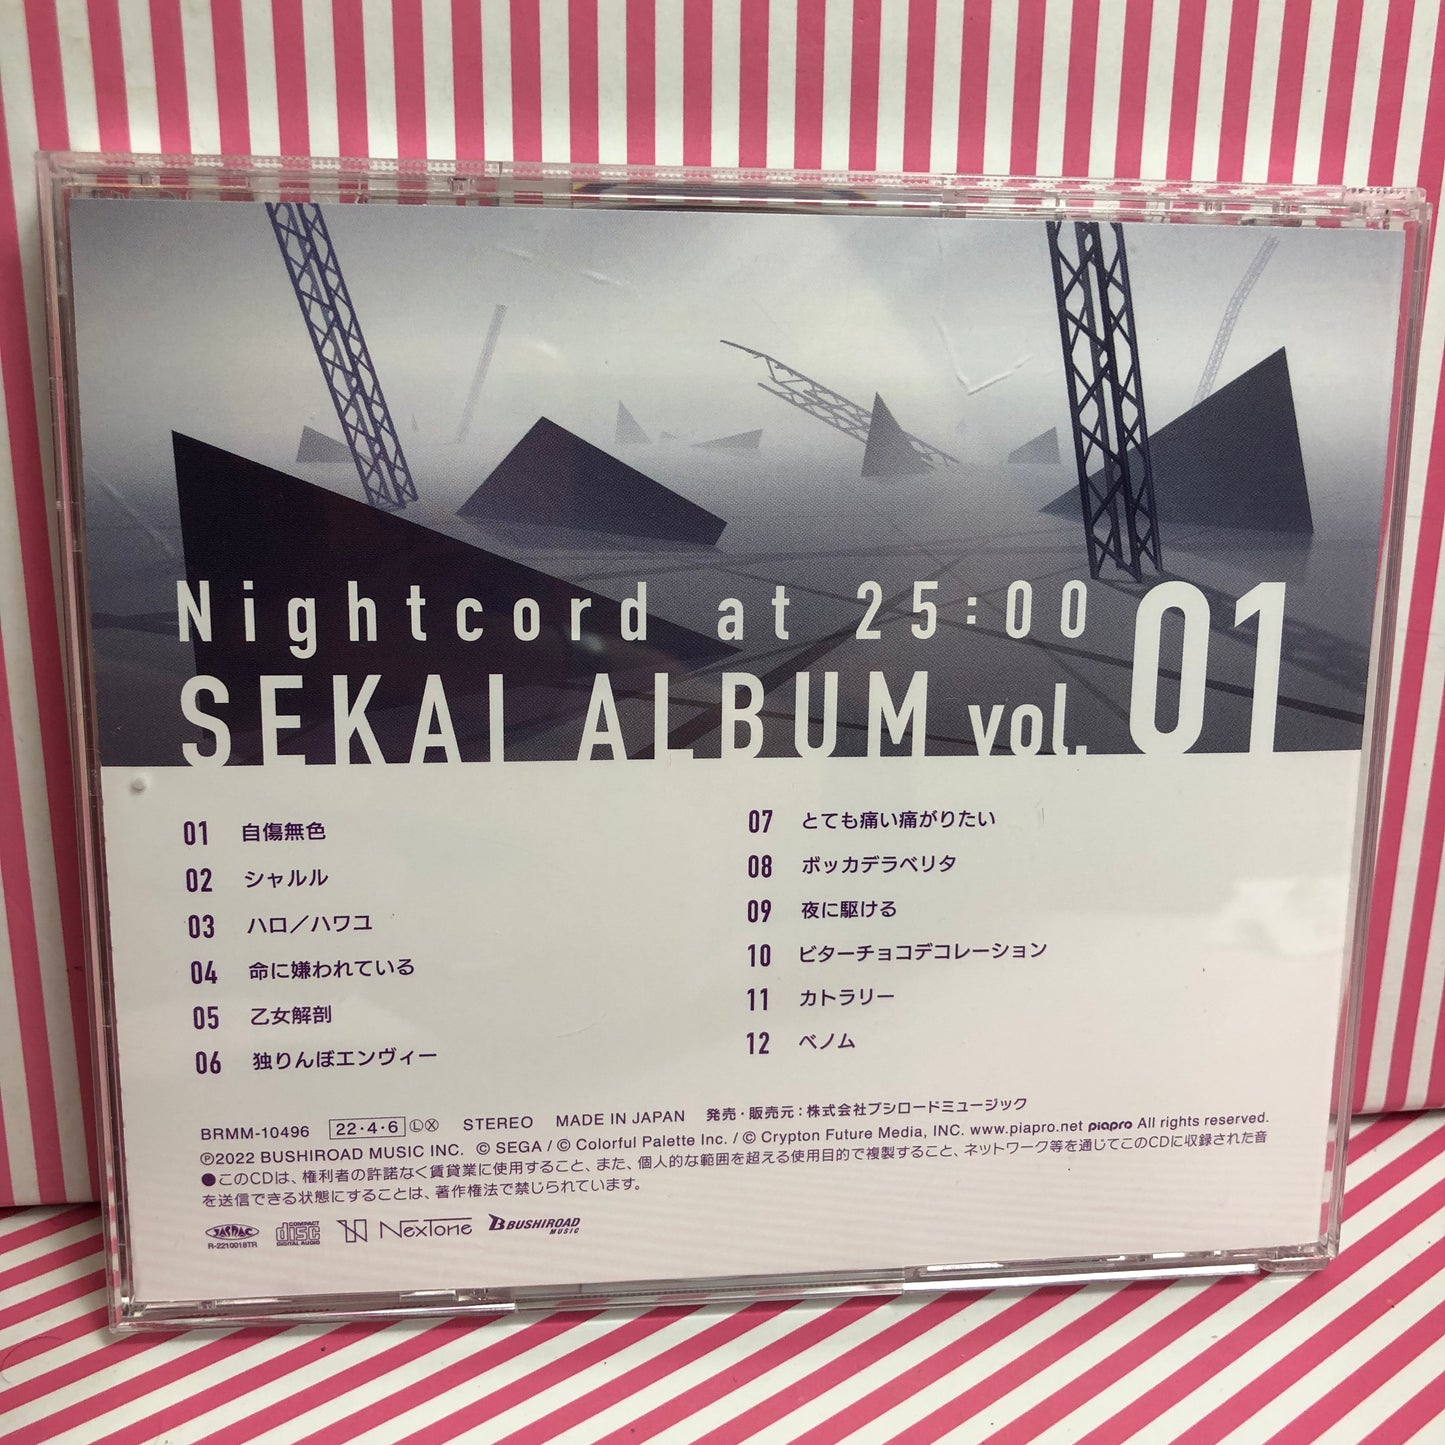 Nightcord at 25:00
SEKAI ALBUM vol. 01
01 自傷無色
02 シャルル
03 ハロ／ハワユ
04 命に嫌われている
05 乙女解剖
06 独りんぼエンヴィー
07 とても痛い痛がりたい
08 ボッカデラベリタ
09 夜に駆ける
10 ビターチョコデコレーション
11 カトラリー
12 ベノム
BRMM-10496 22・4・6 Ⓛ Ⓧ STEREO MADE IN JAPAN 発売・販売元：株式会社ブシロードミュージック
℗2022 BUSHIROAD MUSIC INC. © SEGA / © Colorful Palette Inc. / © Crypton Future Media, INC. www.piapro.net piapro All rights reserved.
●このCDは、権利者の許諾なく賃貸業に使用すること、また、個人的な範囲を超える使用目的で複製すること、ネットワーク等を通じてこのCDに収録された音
を送信できる状態にすることは、著作権法で禁じられています。
JASRAC
R-2210018TR
COMPACT
disc
DIGITAL AUDIO
NexTone
BUSHIROAD
MUSIC